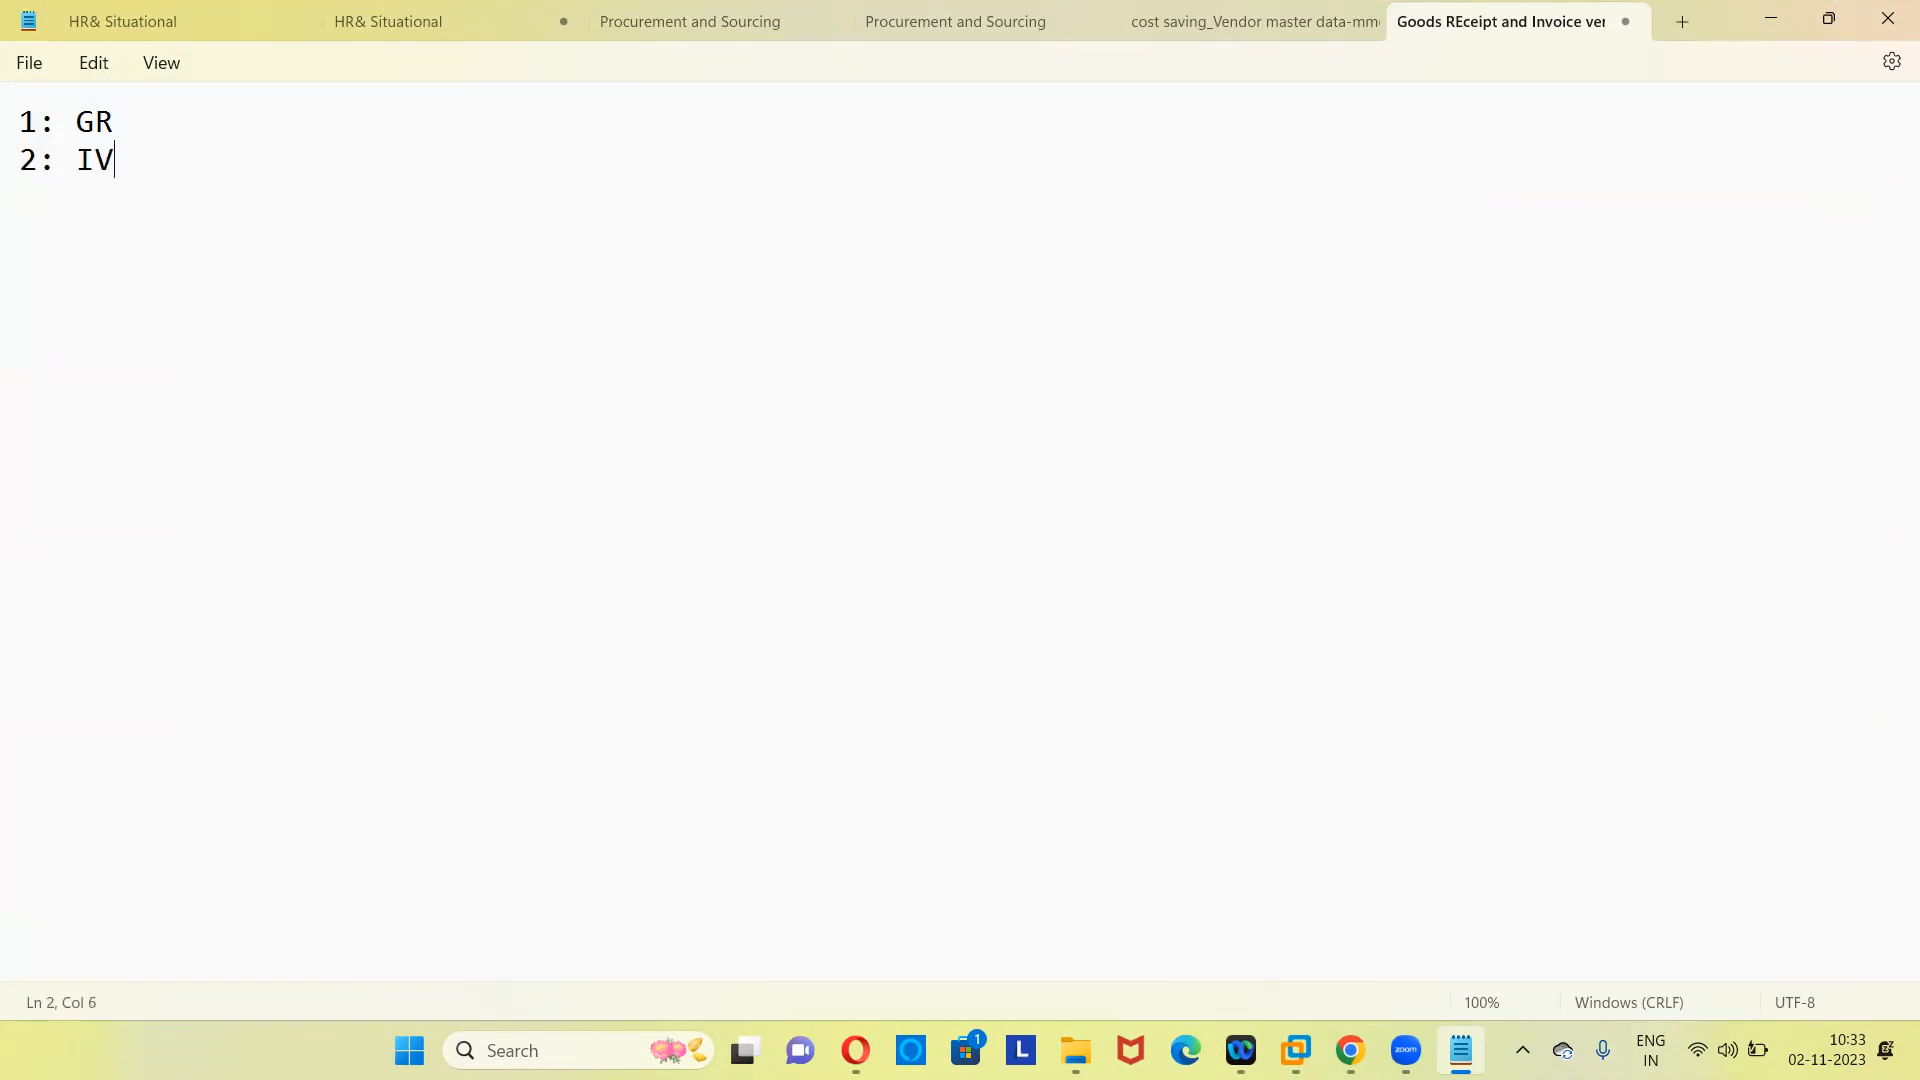 HR& Situational
HR& Situational
Procurement and Sourcing
Procurement and Sourcing
cost saving_Vendor master data-mm
Goods REceipt and Invoice ver
File
Edit
View
1: GR
2: IV
Ln 2, Col 6
100%
Windows (CRLF)
UTF-8
Search
1
L
zoom
ENG
IN
10:33
02-11-2023